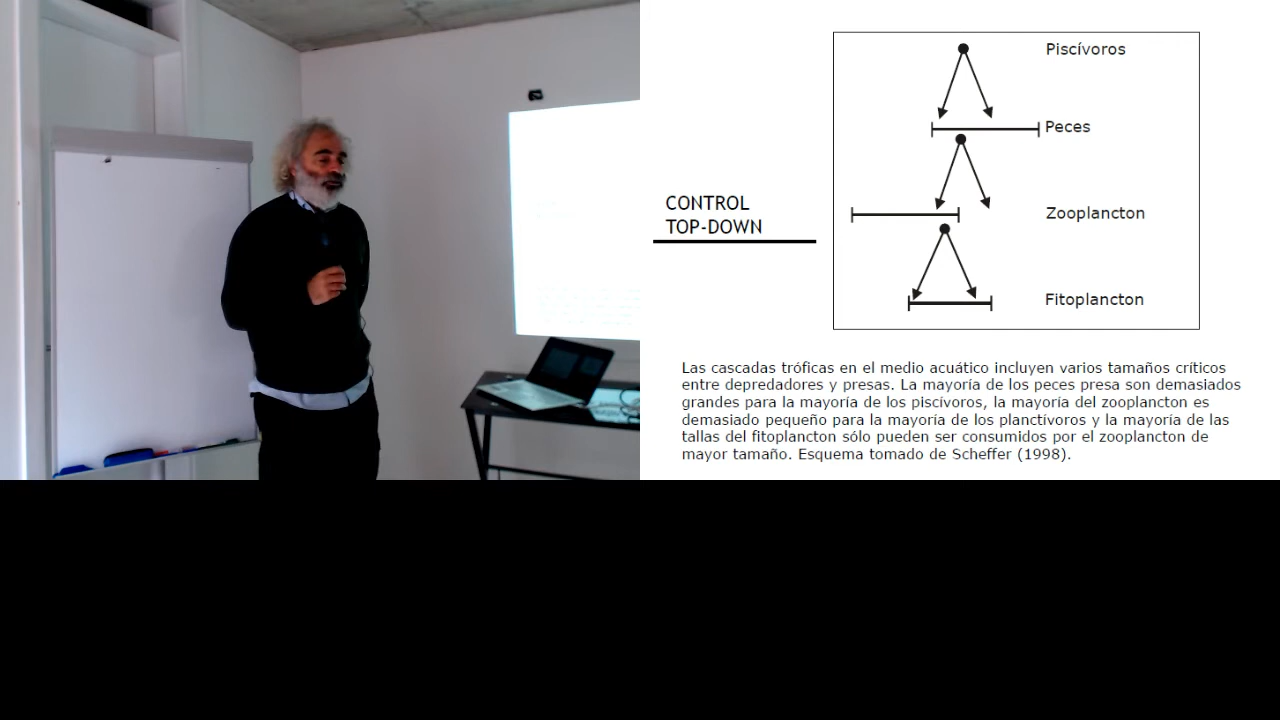 Piscívoros
Peces
CONTROL
TOP-DOWN
Zooplancton
Fitoplancton
Las cascadas tróficas en el medio acuático incluyen varios tamaños críticos
entre depredadores y presas. La mayoría de los peces presa son demasiados
grandes para la mayoría de los piscívoros, la mayoría del zooplancton es
demasiado pequeño para la mayoría de los planctívoros y la mayoría de las
tallas del fitoplancton sólo pueden ser consumidos por el zooplancton de
mayor tamaño. Esquema tomado de Scheffer (1998).